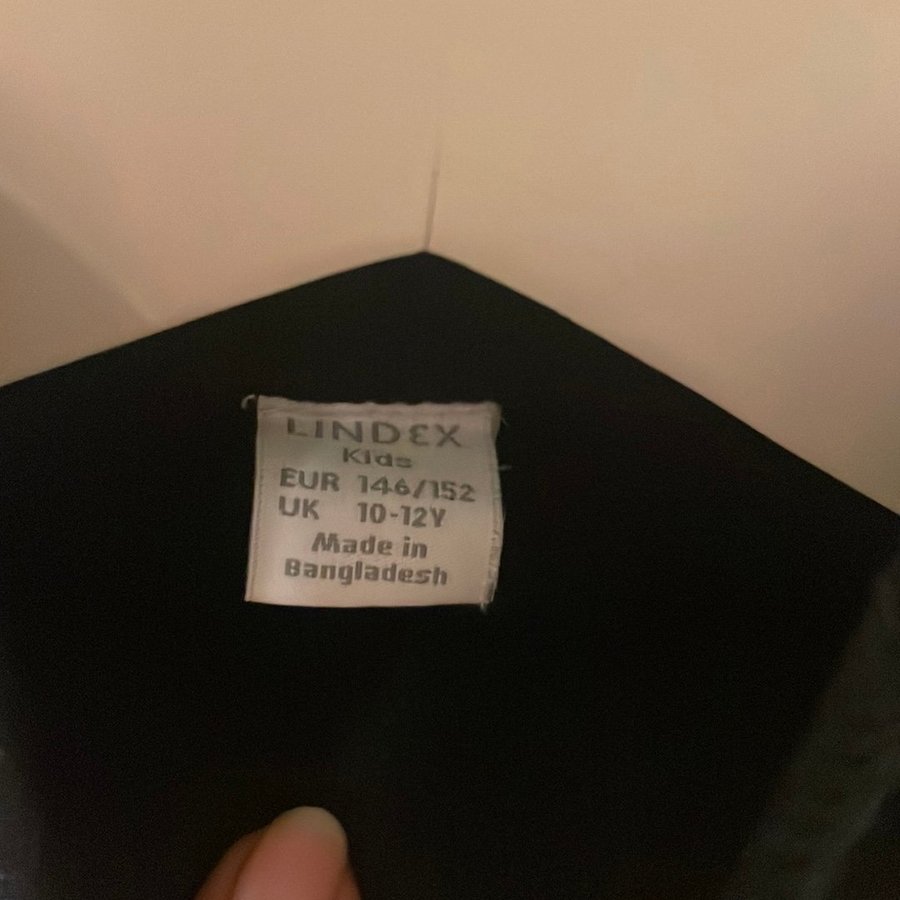 LINDEX
Kids
EUR 146/152
UK 10-12Y
Made in
Bangladesh